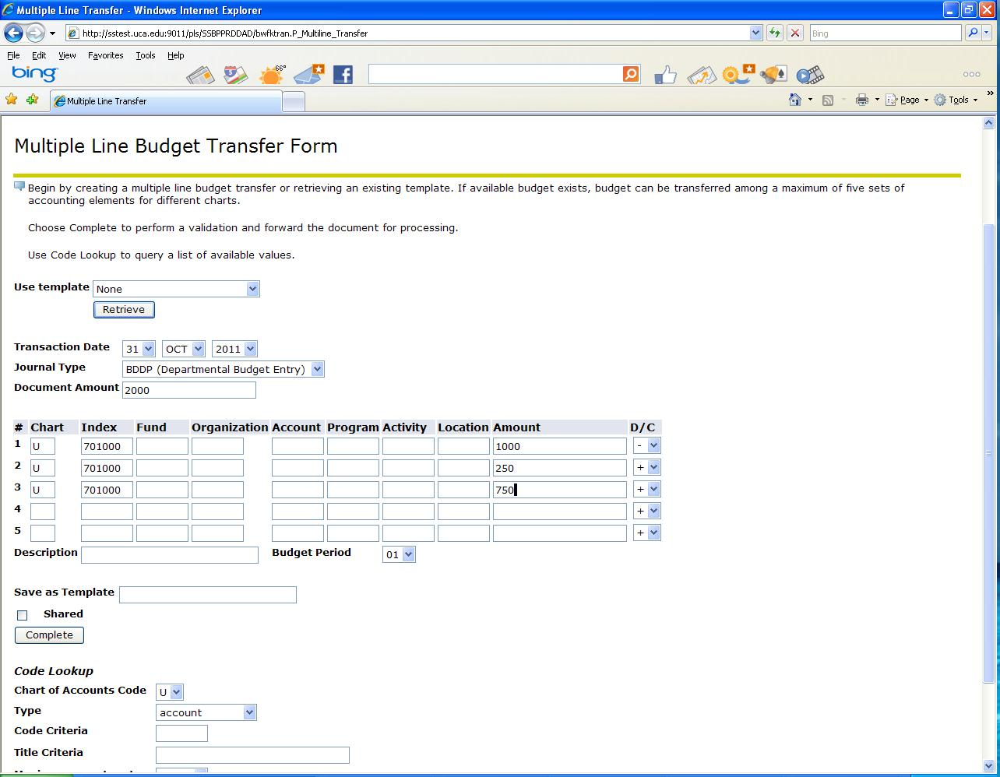 Multiple Line Transfer - Windows Internet Explorer
http://sstest.uca.edu:9011/pls/SSBPPRDDAD/bwfktran.P_Multiline_Transfer
Bing
File Edit View Favorites Tools Help
bing
66°
Multiple Line Transfer
Page Tools »
Multiple Line Budget Transfer Form
Begin by creating a multiple line budget transfer or retrieving an existing template. If available budget exists, budget can be transferred among a maximum of five sets of
accounting elements for different charts.
Choose Complete to perform a validation and forward the document for processing.
Use Code Lookup to query a list of available values.
Use template None
Retrieve
Transaction Date 31 OCT 2011
Journal Type BDDP (Departmental Budget Entry)
Document Amount 2000
# Chart Index Fund Organization Account Program Activity Location Amount D/C
1 U 701000 1000 -
2 U 701000 250 +
3 U 701000 750 +
4 +
5 +
Description Budget Period 01
Save as Template
Shared
Complete
Code Lookup
Chart of Accounts Code U
Type account
Code Criteria
Title Criteria